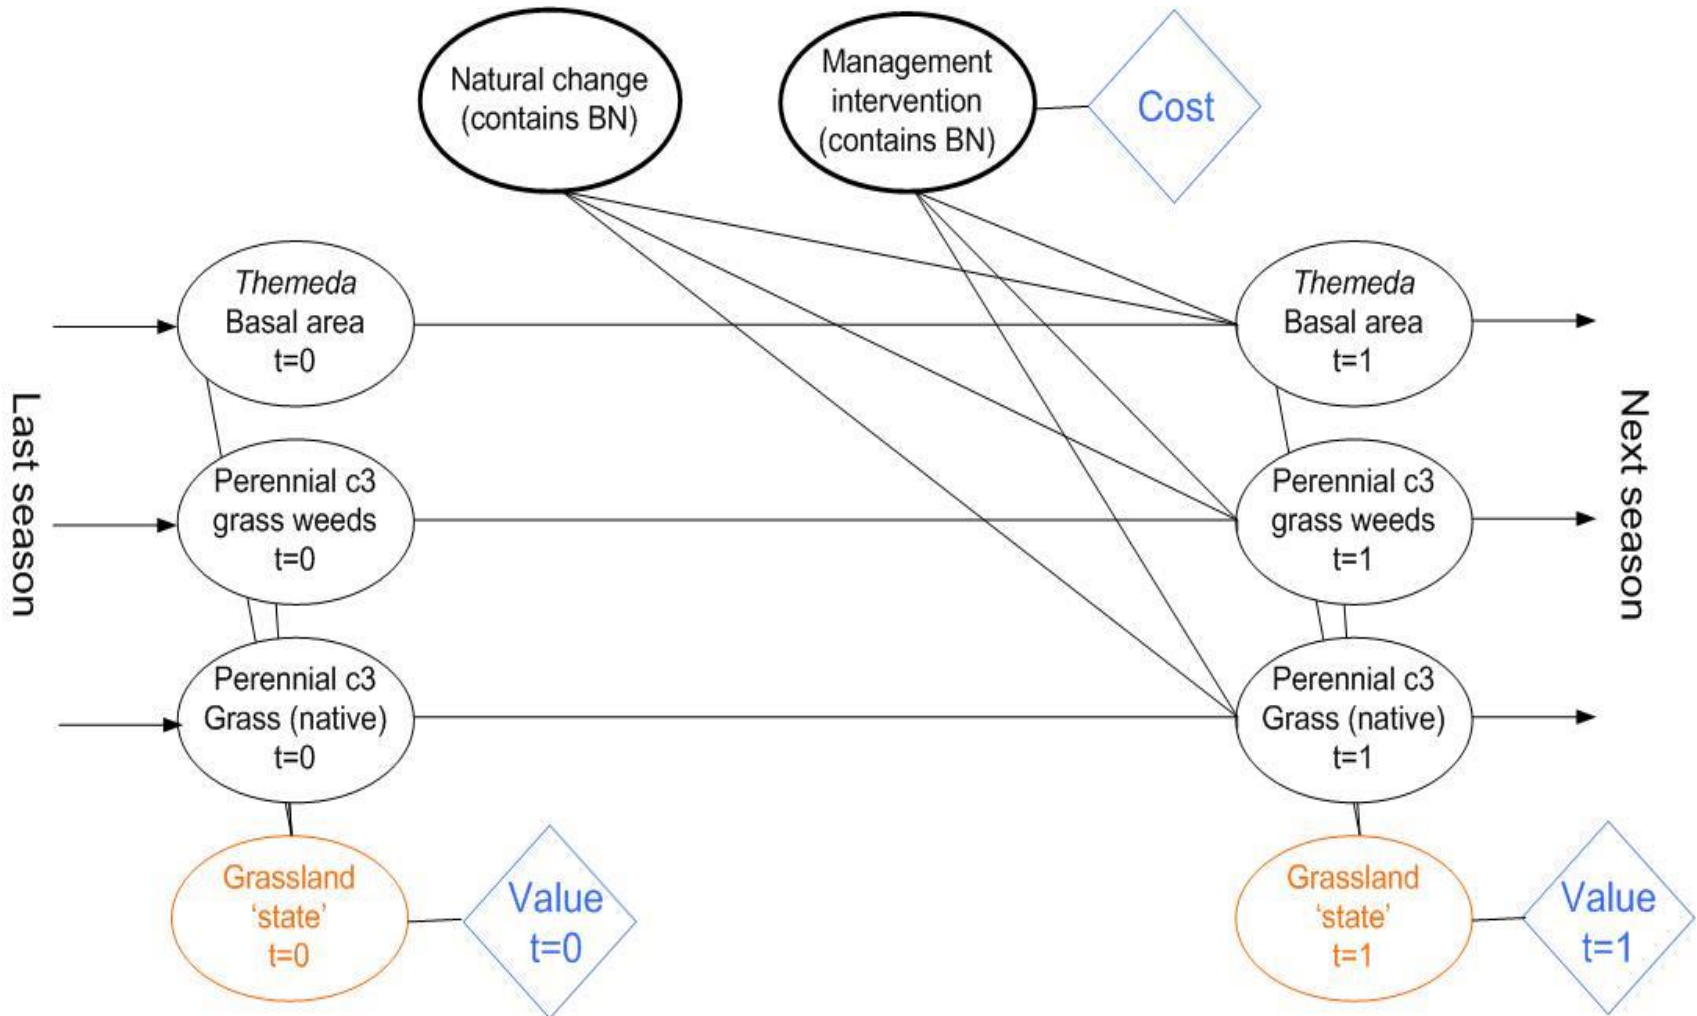 Natural change
(contains BN)
Management
intervention
(contains BN)
Cost
Last season
Themeda
Basal area
t=0
Perennial c3
grass weeds
t=0
Perennial c3
Grass (native)
t=0
Grassland
‘state’
t=0
Value
t=0
Themeda
Basal area
t=1
Perennial c3
grass weeds
t=1
Perennial c3
Grass (native)
t=1
Grassland
‘state’
t=1
Value
t=1
Next season